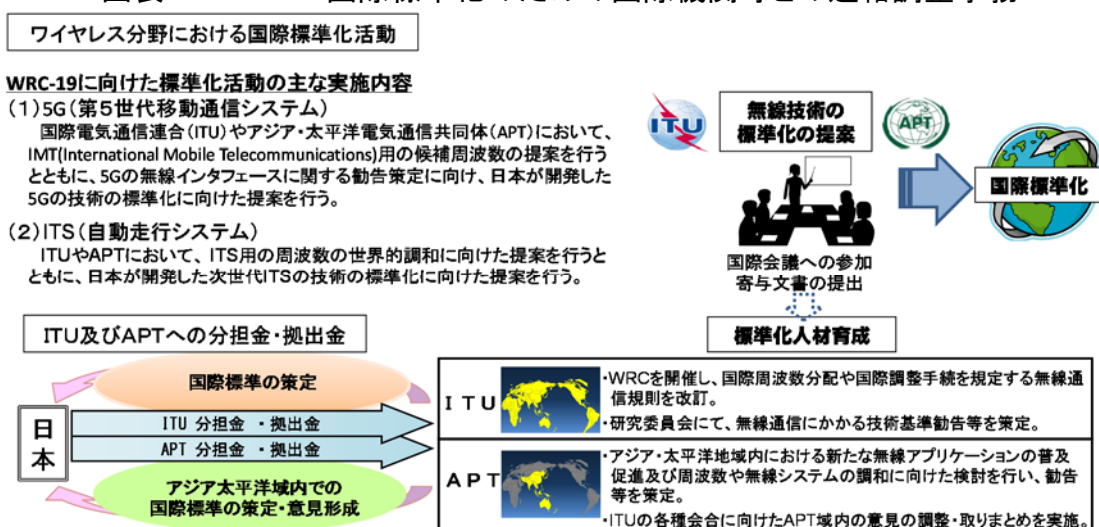 ワイヤレス分野における国際標準化活動
WRC-19に向けた標準化活動の主な実施内容
(1)5G(第5世代移動通信システム)
国際電気通信連合(ITU)やアジア・太平洋電気通信共同体(APT)において、
IMT(International Mobile Telecommunications)用の候補周波数の提案を行う
とともに、5Gの無線インタフェースに関する勧告策定に向け、日本が開発した
5Gの技術の標準化に向けた提案を行う。
(2)ITS(自動走行システム)
ITUやAPTにおいて、ITS用の周波数の世界的調和に向けた提案を行うと
ともに、日本が開発した次世代ITSの技術の標準化に向けた提案を行う。
ITU
無線技術の
標準化の提案
APT
国際標準化
国際会議への参加
寄与文書の提出
標準化人材育成
ITU及びAPTへの分担金・拠出金
国際標準の策定
日本
ITU 分担金 ・拠出金
APT 分担金 ・拠出金
アジア太平洋域内での
国際標準の策定・意見形成
ITU
・WRCを開催し、国際周波数分配や国際調整手続を規定する無線通
信規則を改訂。
・研究委員会にて、無線通信にかかる技術基準勧告等を策定。
APT
・アジア・太平洋地域内における新たな無線アプリケーションの普及
促進及び周波数や無線システムの調和に向けた検討を行い、勧告
等を策定。
・ITUの各種会合に向けたAPT域内の意見の調整・取りまとめを実施。